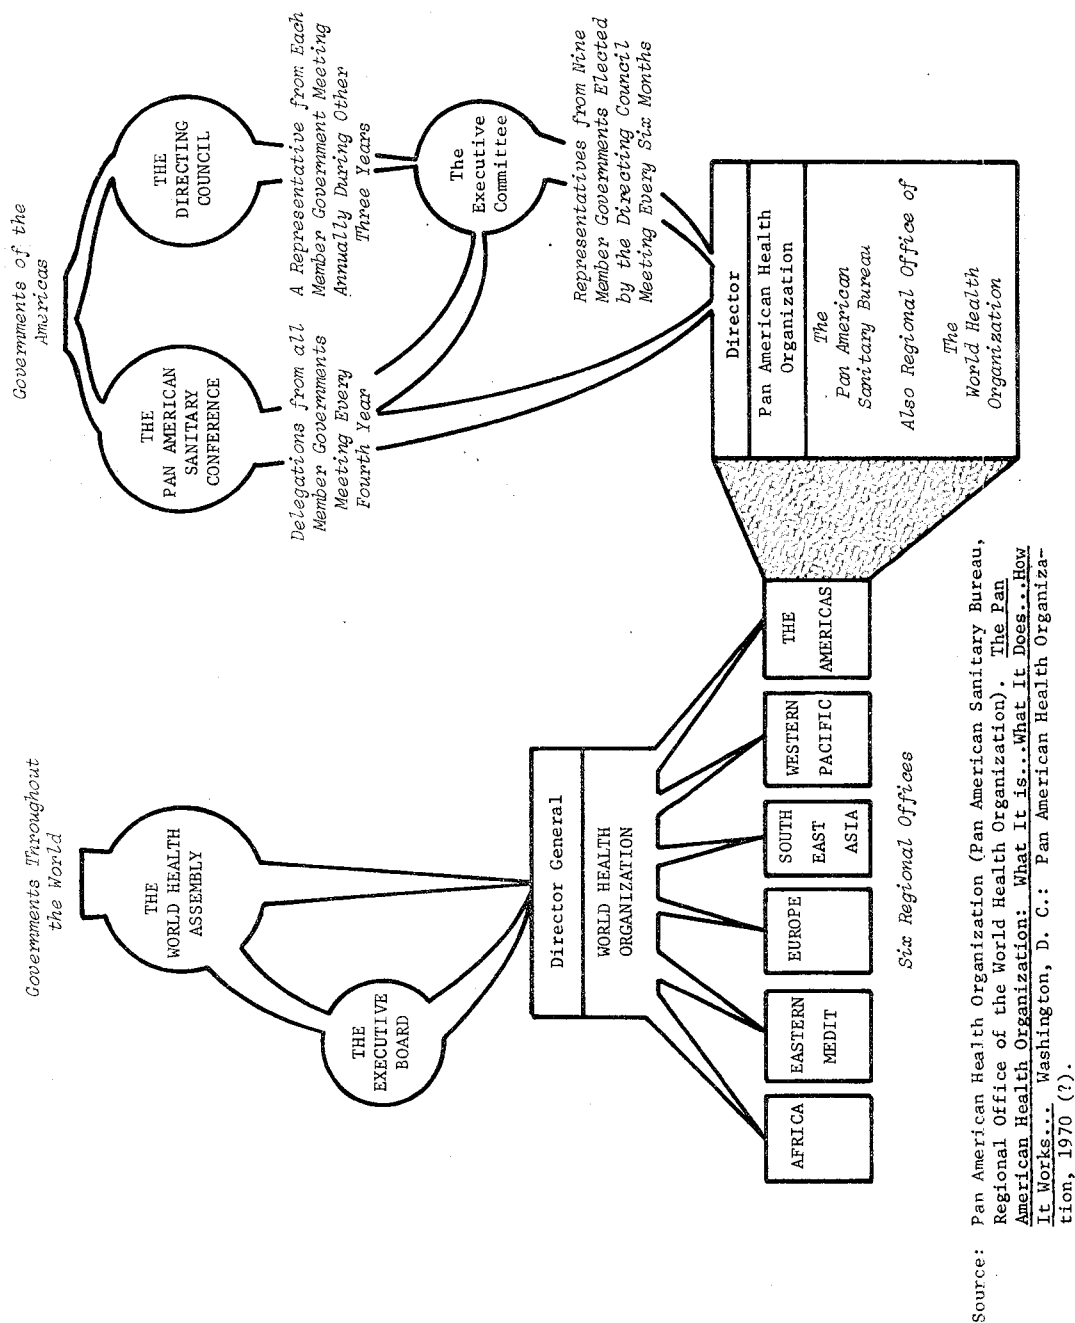 Governments Throughout
the World
THE
WORLD HEALTH
ASSEMBLY
THE
EXECUTIVE
BOARD
Director General
WORLD HEALTH
ORGANIZATION
AFRICA
EASTERN
MEDIT
EUROPE
SOUTH
EAST
ASIA
WESTERN
PACIFIC
THE
AMERICAS
Six Regional Offices
Governments of the
Americas
THE
PAN AMERICAN
SANITARY
CONFERENCE
THE
DIRECTING
COUNCIL
Delegations from all
Member Governments
Meeting Every
Fourth Year
A Representative from Each
Member Government Meeting
Annually During Other
Three Years
The
Executive
Committee
Representatives from Nine
Member Governments Elected
by the Directing Council
Meeting Every Six Months
Director
Pan American Health
Organization
The
Pan American
Sanitary Bureau
Also Regional Office of
The
World Health
Organization
Source: Pan American Health Organization (Pan American Sanitary Bureau,
Regional Office of the World Health Organization). The Pan
American Health Organization: What It is...What It Does...How
It Works... Washington, D. C.: Pan American Health Organiza-
tion, 1970 (?).